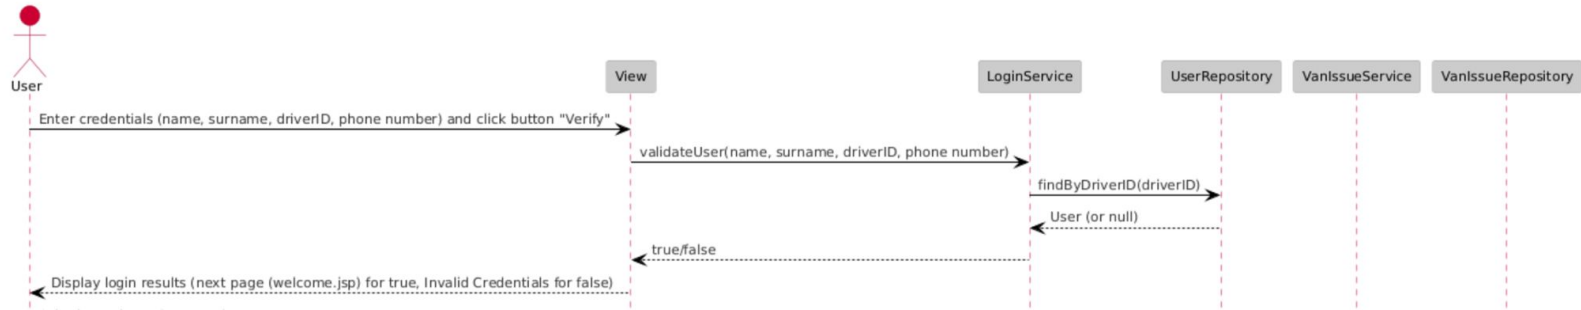 User
View
LoginService
UserRepository
VanIssueService
VanIssueRepository
Enter credentials (name, surname, driverID, phone number) and click button "Verify"
validateUser(name, surname, driverID, phone number)
findByDriverID(driverID)
User (or null)
true/false
Display login results (next page (welcome.jsp) for true, Invalid Credentials for false)